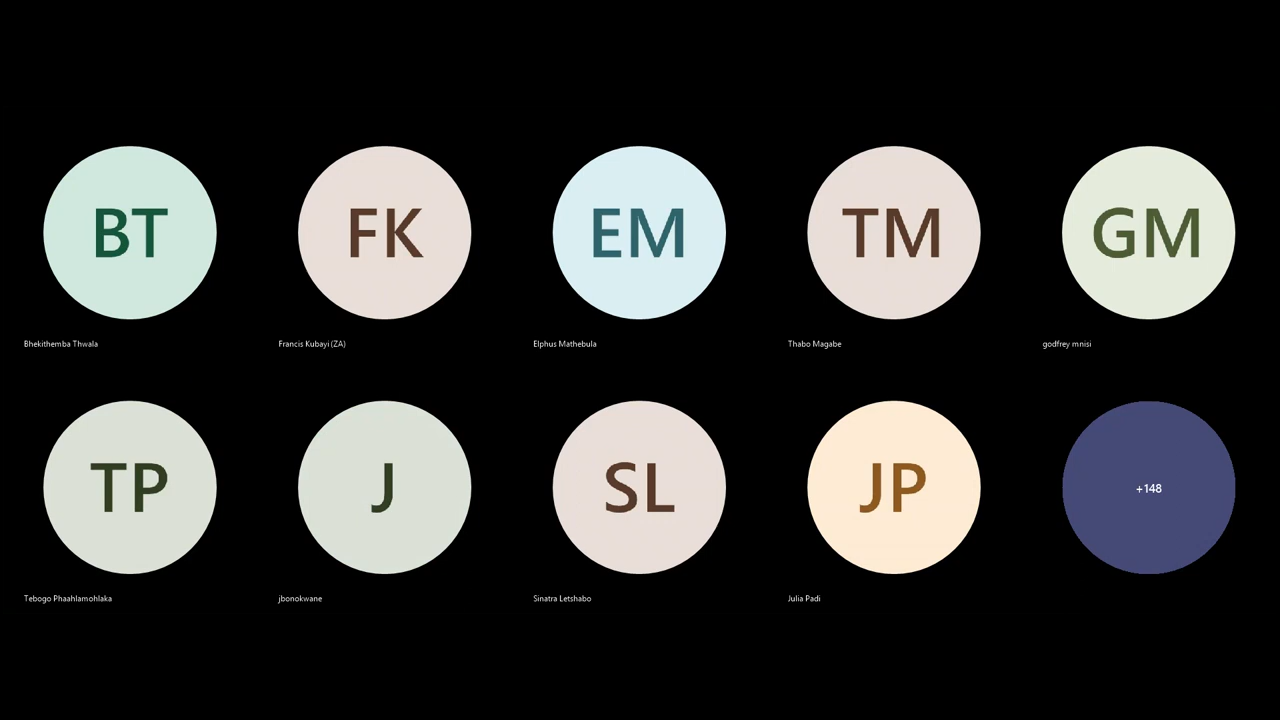 BT
FK
EM
TM
GM
Bhekithemba Thwala
Francis Kubayi (ZA)
Elphus Mathebula
Thabo Magabe
godfrey mnisi
TP
J
SL
JP
+148
Tebogo Phaahlamohlaka
jbonokwane
Sinatra Letshabo
Julia Padi